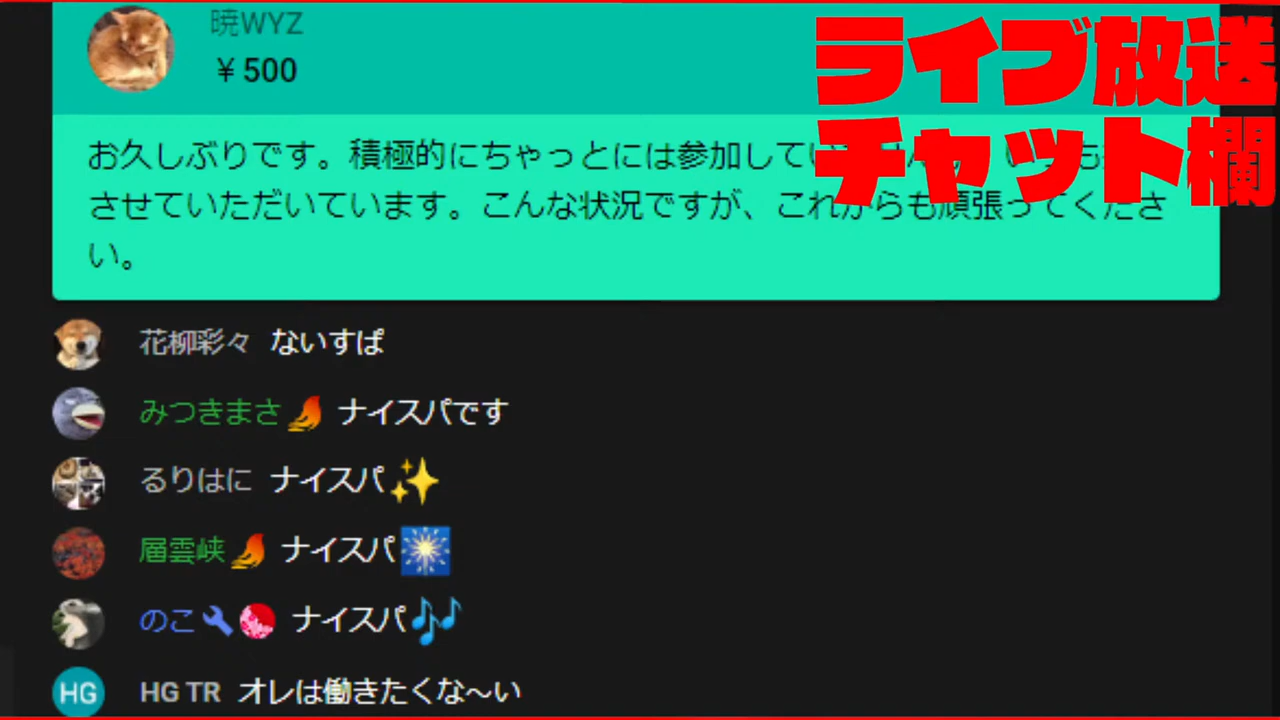 暁WYZ
¥500
ライブ放送
チャット欄
お久しぶりです。積極的にちゃっとには参加してい
させていただいています。こんな状況ですが、これからも頑張ってくださ
い。
花柳彩々 ないすぱ
みつきまさ ナイスパです
るりはに ナイスパ✨
層雲峡 ナイスパ🎇
のこ🔧 ナイスパ🎶
HG HG TR オレは働きたくな〜い